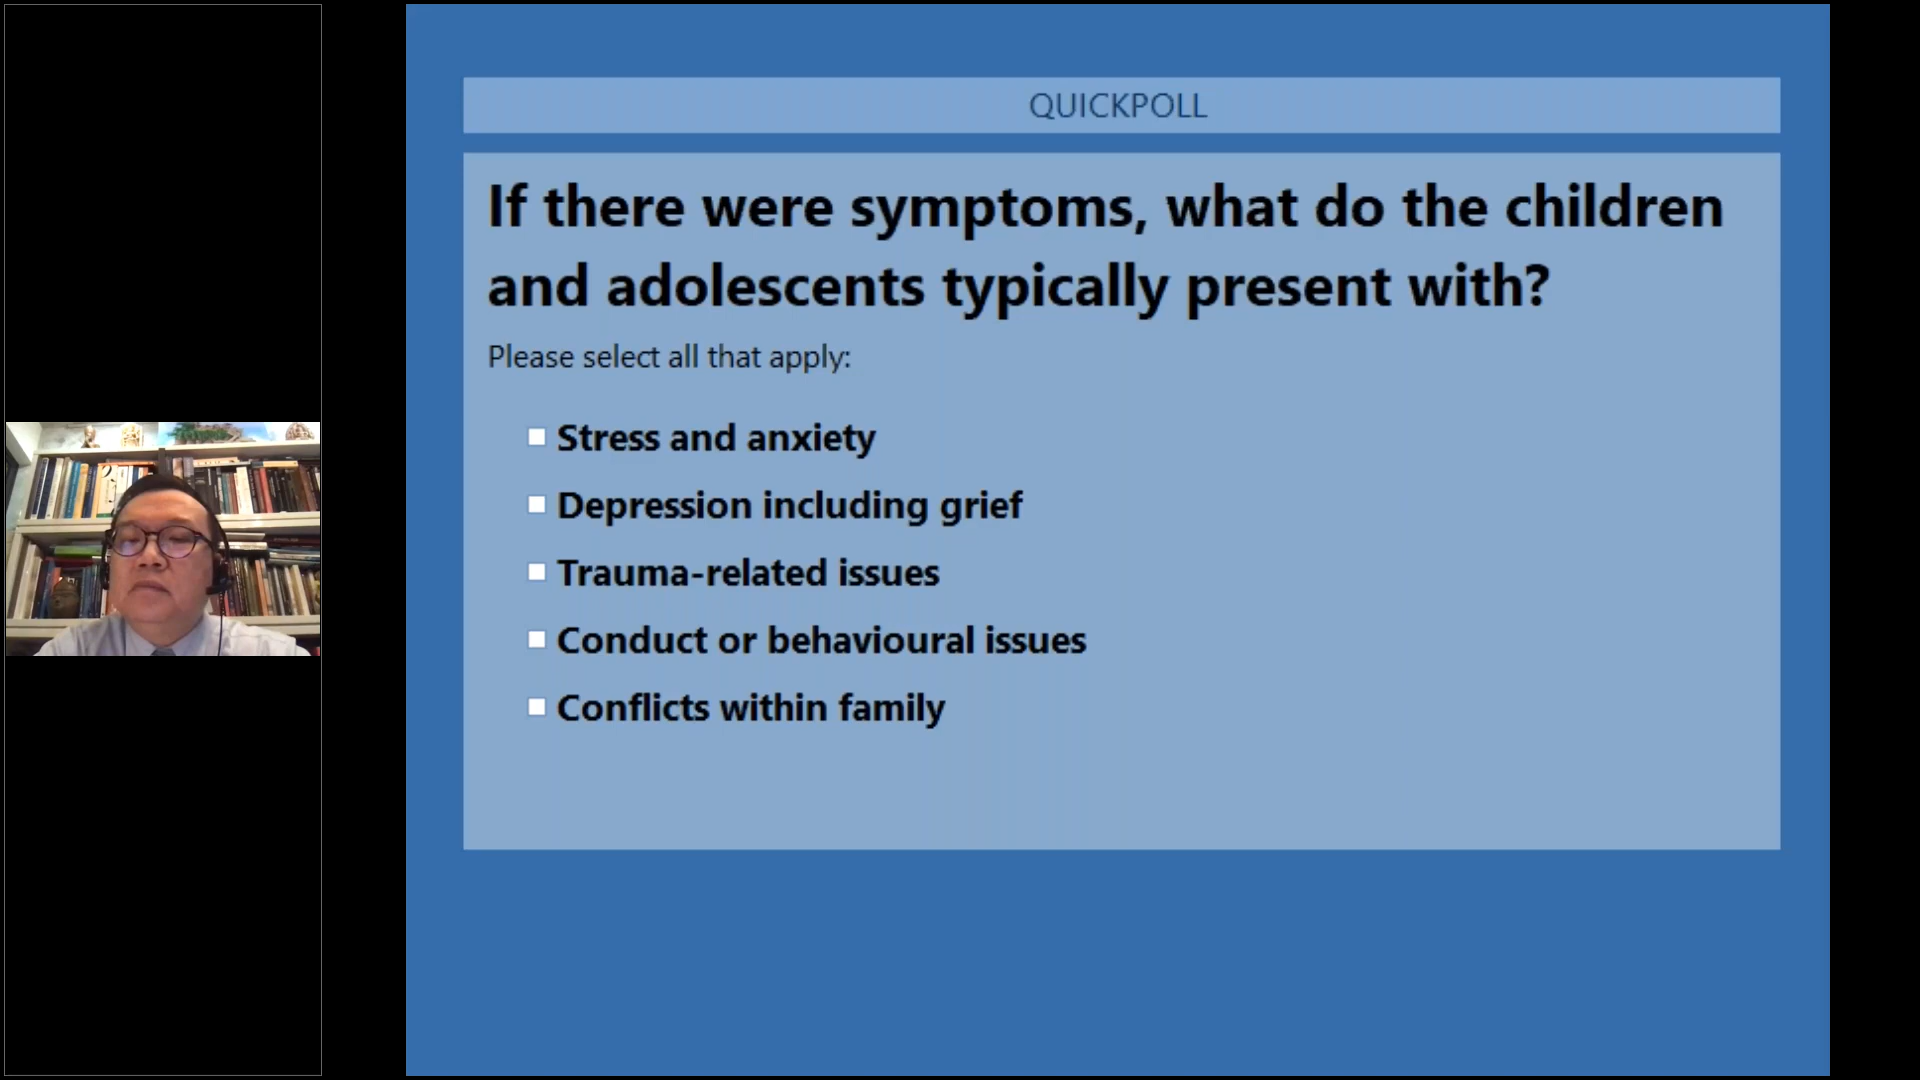 QUICKPOLL
If there were symptoms, what do the children
and adolescents typically present with?
Please select all that apply:
Stress and anxiety
Depression including grief
Trauma-related issues
Conduct or behavioural issues
Conflicts within family